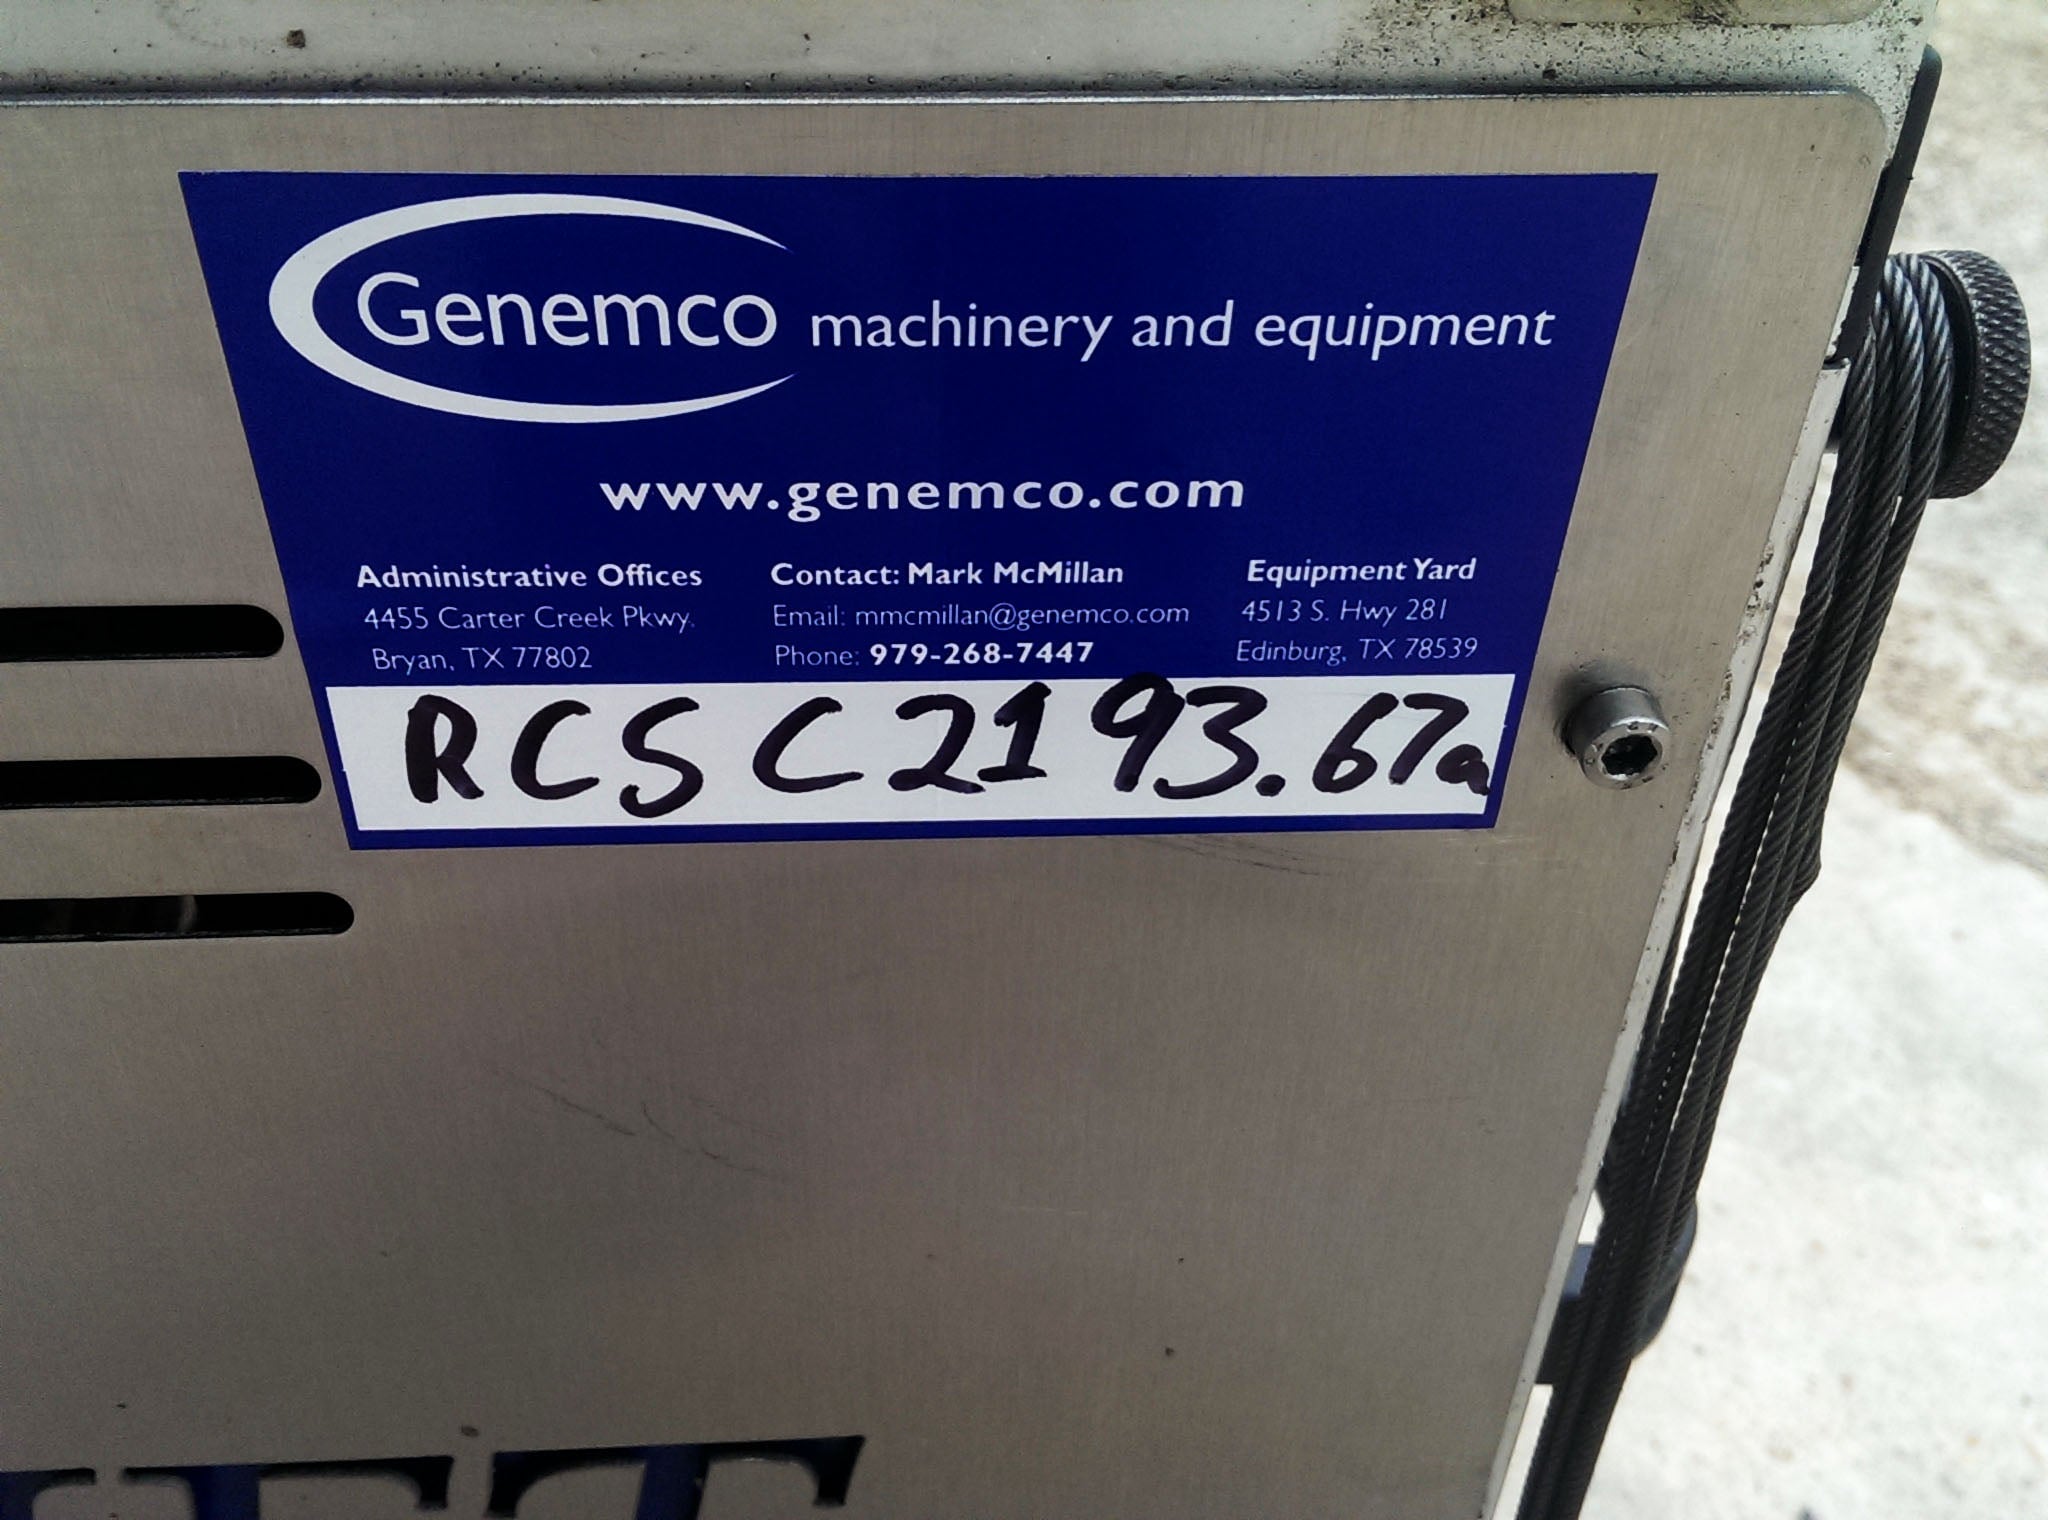 Genemco machinery and equipment
www.genemco.com
Administrative Offices
4455 Carter Creek Pkwy.
Bryan, TX 77802
Contact: Mark McMillan
Email: mmcmillan@genemco.com
Phone: 979-268-7447
Equipment Yard
4513 S. Hwy 281
Edinburg, TX 78539
RCSC2193.67a